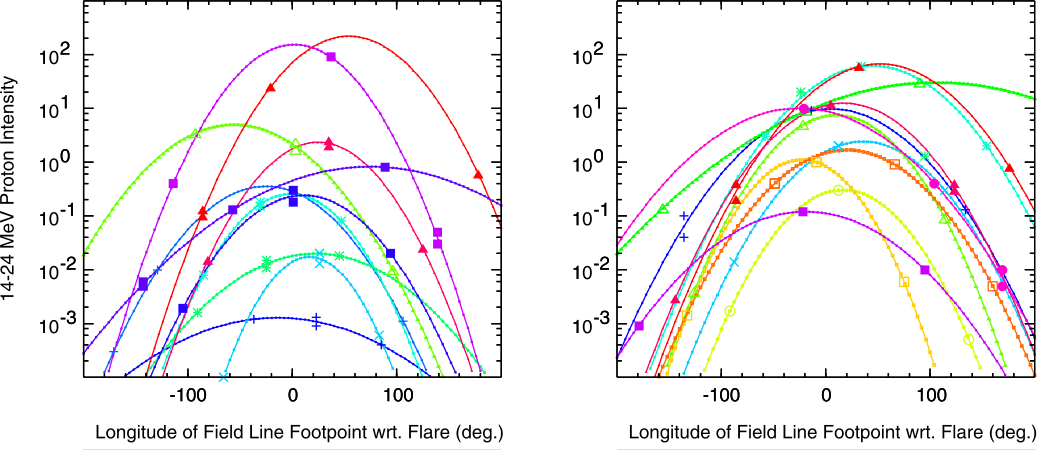 14-24 MeV Proton Intensity
10²
10¹
10⁰
10⁻¹
10⁻²
10⁻³
-100 0 100
Longitude of Field Line Footpoint wrt. Flare (deg.)
10²
10¹
10⁰
10⁻¹
10⁻²
10⁻³
-100 0 100
Longitude of Field Line Footpoint wrt. Flare (deg.)